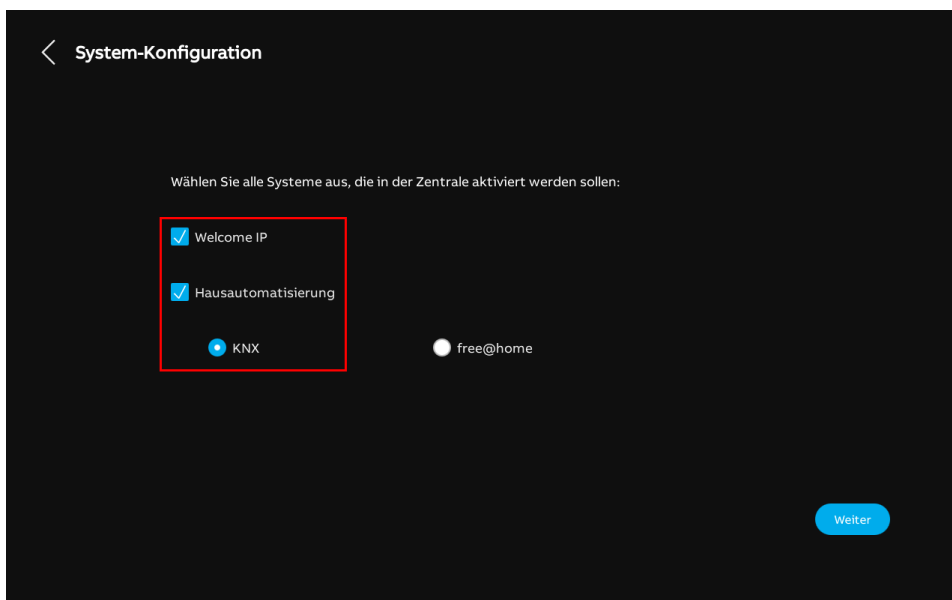 System-Konfiguration
Wählen Sie alle Systeme aus, die in der Zentrale aktiviert werden sollen:
Welcome IP
Hausautomatisierung
KNX
free@home
Weiter